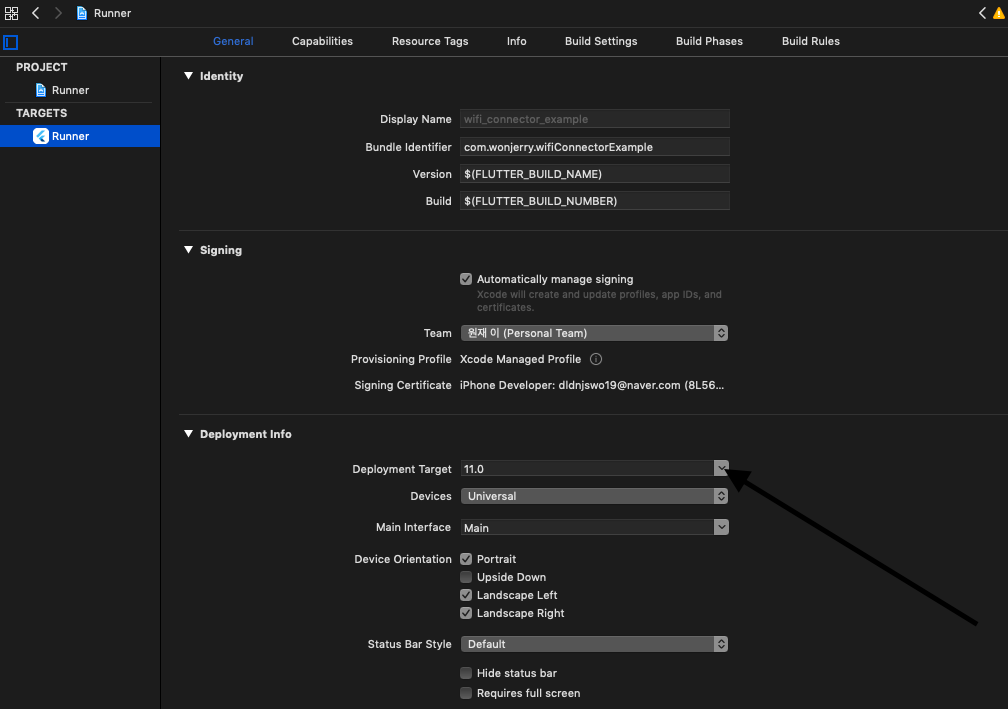 Runner
General Capabilities Resource Tags Info Build Settings Build Phases Build Rules
PROJECT
Runner
TARGETS
Runner
Identity
Display Name wifi_connector_example
Bundle Identifier com.wonjerry.wifiConnectorExample
Version $(FLUTTER_BUILD_NAME)
Build $(FLUTTER_BUILD_NUMBER)
Signing
Automatically manage signing
Xcode will create and update profiles, app IDs, and
certificates.
Team 원재 이 (Personal Team)
Provisioning Profile Xcode Managed Profile
Signing Certificate iPhone Developer: dldnjswo19@naver.com (8L56...
Deployment Info
Deployment Target 11.0
Devices Universal
Main Interface Main
Device Orientation Portrait
Upside Down
Landscape Left
Landscape Right
Status Bar Style Default
Hide status bar
Requires full screen